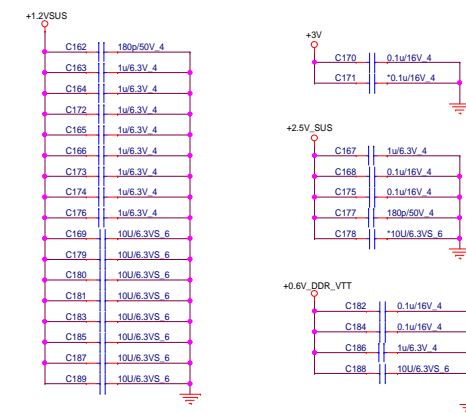 +1.2VSUS
C162 180p/50V_4
C163 1u/6.3V_4
C164 1u/6.3V_4
C172 1u/6.3V_4
C165 1u/6.3V_4
C166 1u/6.3V_4
C173 1u/6.3V_4
C174 1u/6.3V_4
C176 1u/6.3V_4
C169 10U/6.3VS_6
C179 10U/6.3VS_6
C180 10U/6.3VS_6
C181 10U/6.3VS_6
C183 10U/6.3VS_6
C185 10U/6.3VS_6
C187 10U/6.3VS_6
C189 10U/6.3VS_6
+3V
C170 0.1u/16V_4
C171 *0.1u/16V_4
+2.5V_SUS
C167 1u/6.3V_4
C168 0.1u/16V_4
C175 0.1u/16V_4
C177 180p/50V_4
C178 *10U/6.3VS_6
+0.6V_DDR_VTT
C182 0.1u/16V_4
C184 0.1u/16V_4
C186 1u/6.3V_4
C188 10U/6.3VS_6